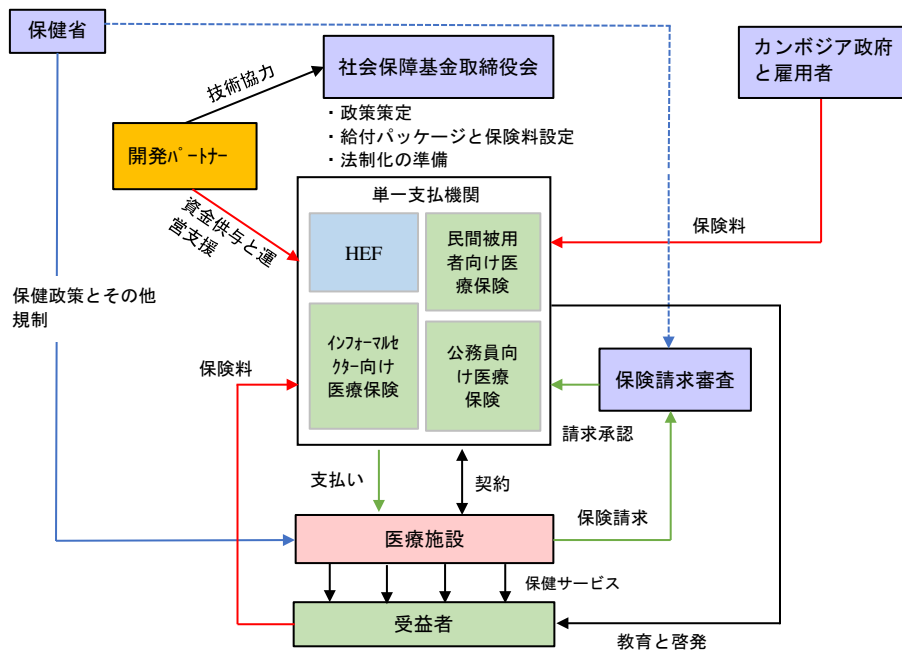 保健省
社会保障基金取締役会
カンボジア政府
と雇用者
技術協力
・政策策定
・給付パッケージと保険料設定
・法制化の準備
開発パートナー
単一支払機関
資金供与と運
営支援
HEF
民間被用
者向け医
療保険
保険料
保健政策とその他
規制
インフォーマルセ
クター向け
医療保険
公務員向
け医療
保険
保険料
保険請求審査
請求承認
支払い
契約
保険請求
医療施設
保健サービス
受益者
教育と啓発